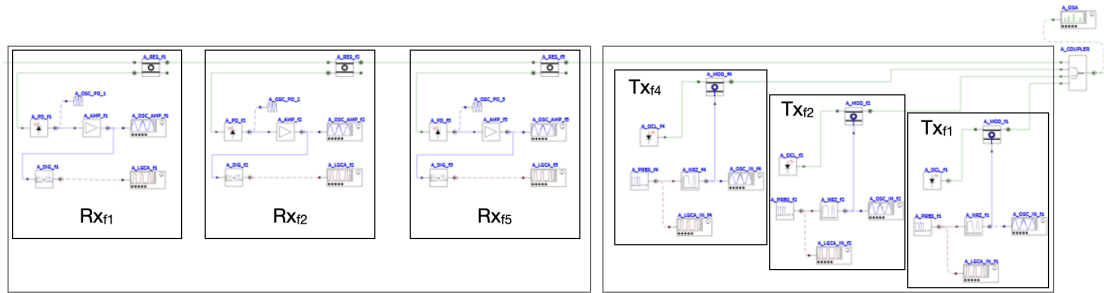 A_OSA
A_COUPLER
A_RES_f1
A_OSC_PD_1
A_PD_f1
A_AMP_f1
A_OSC_AMP_f1
A_DIG_f1
A_LGCA_f1
Rxf1
A_RES_f2
A_OSC_PD_2
A_PD_f2
A_AMP_f2
A_OSC_AMP_f2
A_DIG_f2
A_LGCA_f2
Rxf2
A_RES_f5
A_PD_f5
A_AMP_f5
A_OSC_AMP_f5
A_DIG_f5
A_LGCA_f5
Rxf5
Txf4
A_MOD_f4
A_OCL_f4
A_PRBS_f4
A_NRZ_f4
A_OSC_IN_f4
A_LGCA_IN_f4
Txf2
A_MOD_f2
A_OCL_f2
A_PRBS_f2
A_NRZ_f2
A_OSC_IN_f2
A_LGCA_IN_f2
Txf1
A_MOD_f1
A_OCL_f1
A_PRBS_f1
A_NRZ_f1
A_OSC_IN_f1
A_LGCA_IN_f1